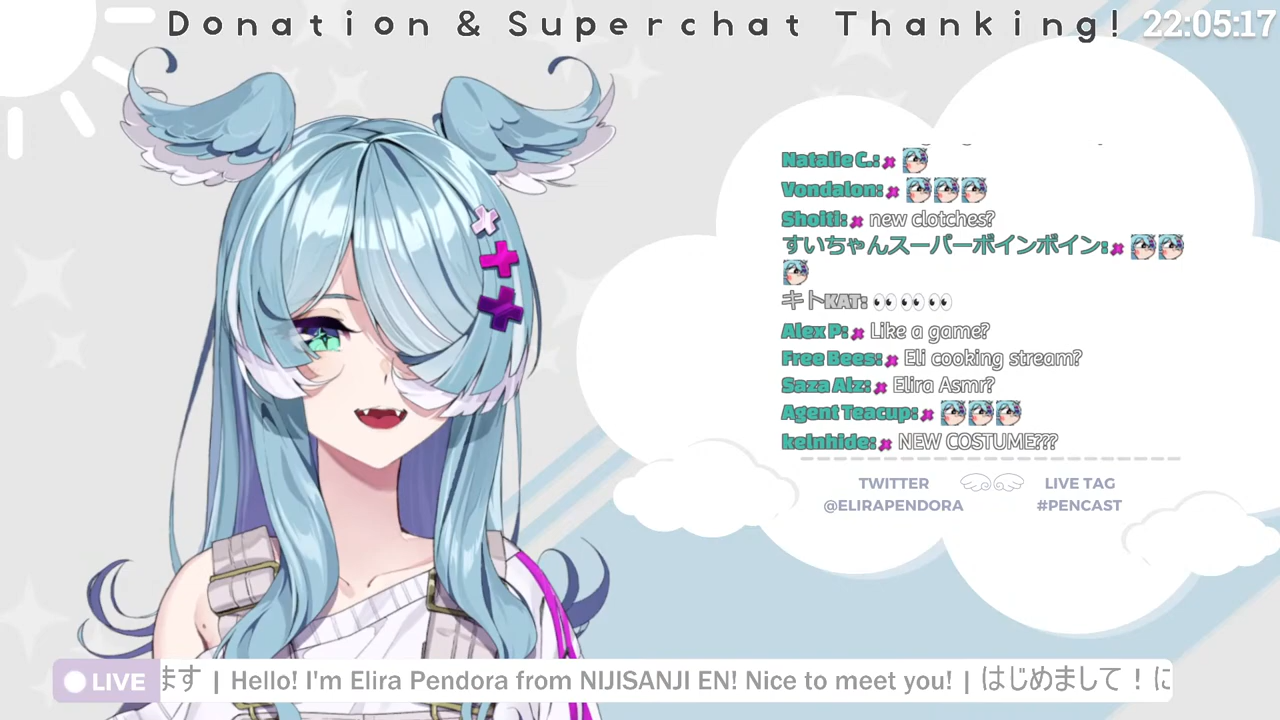 Donation & Superchat Thanking!
22:05:17
Natalie C.:
Vondalon:
Shoiti: new clotches?
すいちゃんスーパーボインボイン:
キトKAT:
Alex P: Like a game?
Free Bees: Eli cooking stream?
Saza Alz: Elira Asmr?
Agent Teacup:
kelnhide: NEW COSTUME???
TWITTER
@ELIRAPENDORA
LIVE TAG
#PENCAST
LIVE
ます | Hello! I'm Elira Pendora from NIJISANJI EN! Nice to meet you! | はじめまして！に